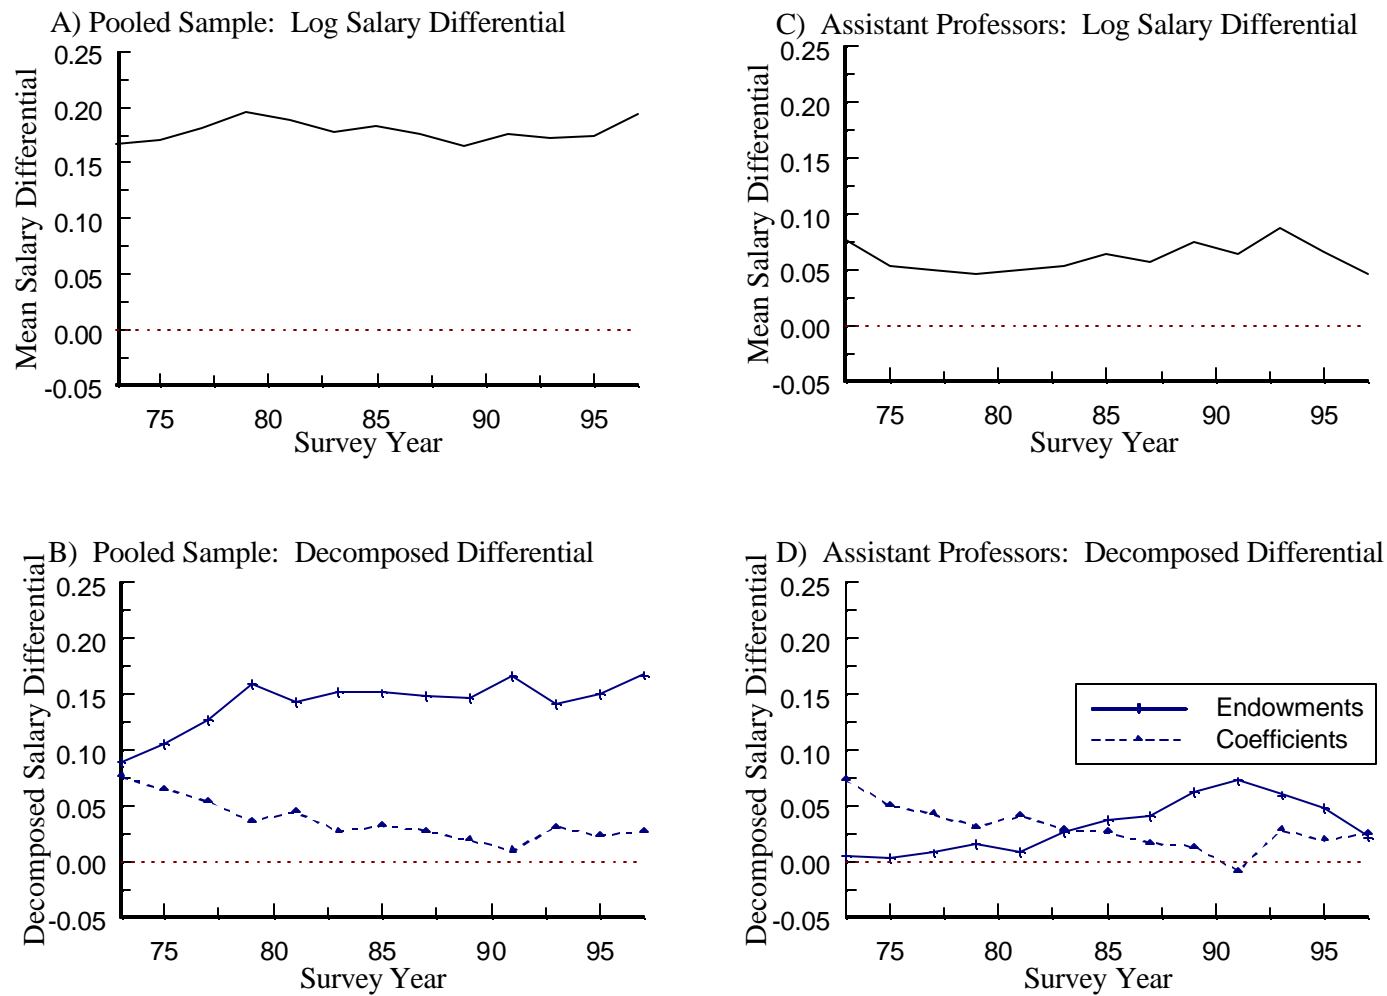 A) Pooled Sample: Log Salary Differential
Mean Salary Differential
0.25
0.20
0.15
0.10
0.05
0.00
-0.05
75 80 85 90 95
Survey Year
C) Assistant Professors: Log Salary Differential
Mean Salary Differential
0.25
0.20
0.15
0.10
0.05
0.00
-0.05
75 80 85 90 95
Survey Year
B) Pooled Sample: Decomposed Differential
Decomposed Salary Differential
0.25
0.20
0.15
0.10
0.05
0.00
-0.05
75 80 85 90 95
Survey Year
D) Assistant Professors: Decomposed Differential
Decomposed Salary Differential
0.25
0.20
0.15
0.10
0.05
0.00
-0.05
Endowments
Coefficients
75 80 85 90 95
Survey Year